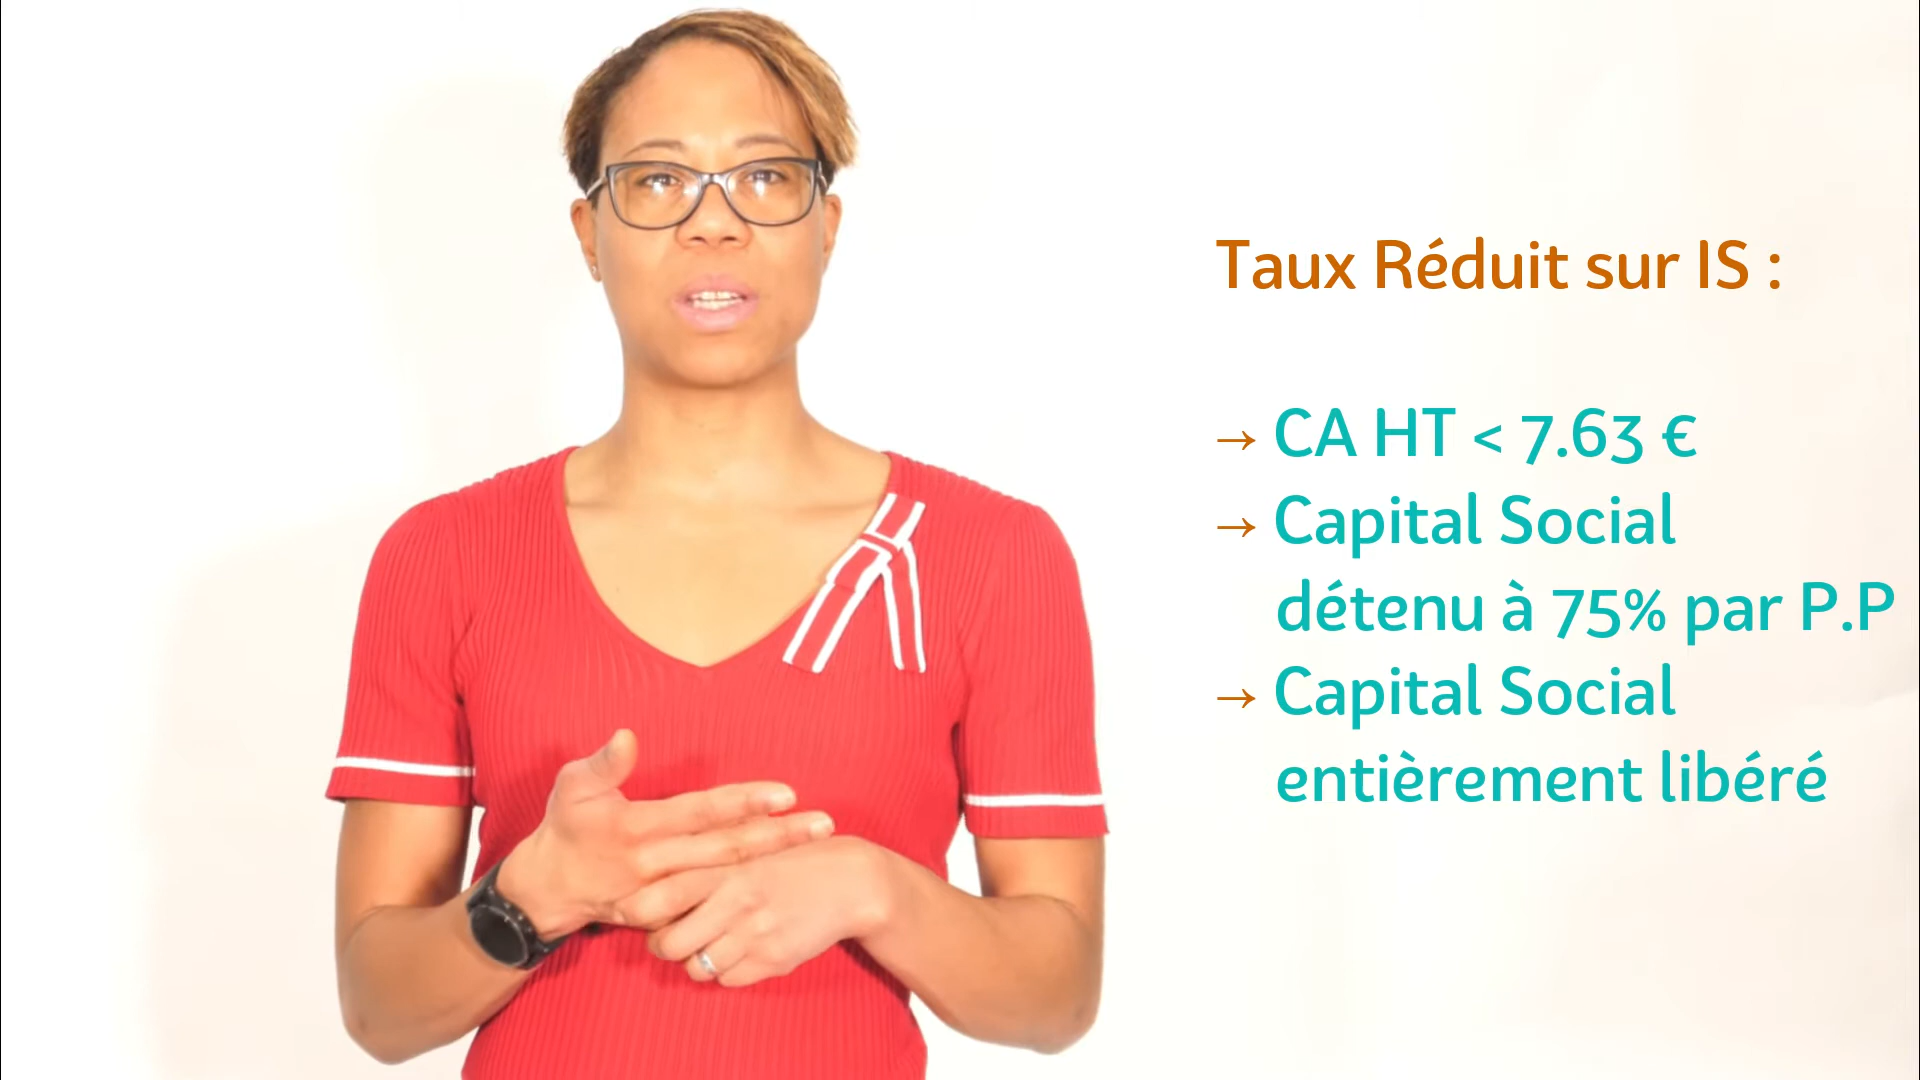 Taux Réduit sur IS :
→ CA HT < 7.63 €
→ Capital Social
détenu à 75% par P.P
→ Capital Social
entièrement libéré